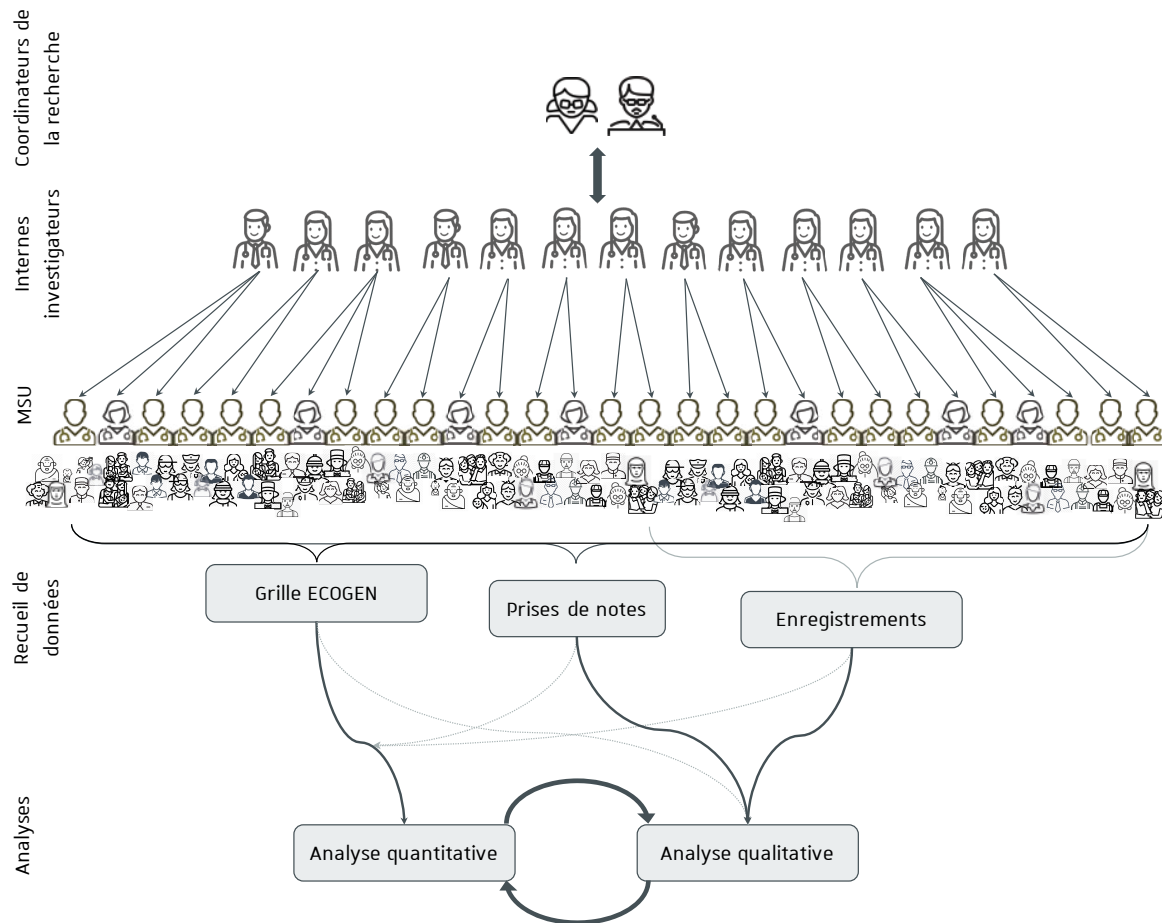 Coordinateurs de
la recherche
Internes
investigateurs
MSU
Recueil de
données
Grille ECOGEN
Prises de notes
Enregistrements
Analyses
Analyse quantitative
Analyse qualitative